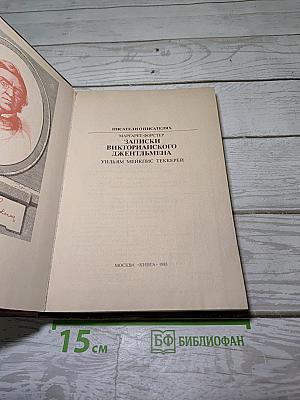 ПИСАТЕЛИ О ПИСАТЕЛЯХ
МАРГАРЕТ ФОРСТЕР
ЗАПИСКИ
ВИКТОРИАНСКОГО
ДЖЕНТЛЬМЕНА
УИЛЬЯМ МЕЙКПИС ТЕККЕРЕЙ
МОСКВА «КНИГА» 1985
15 СМ
БФ БИБЛИОФАН